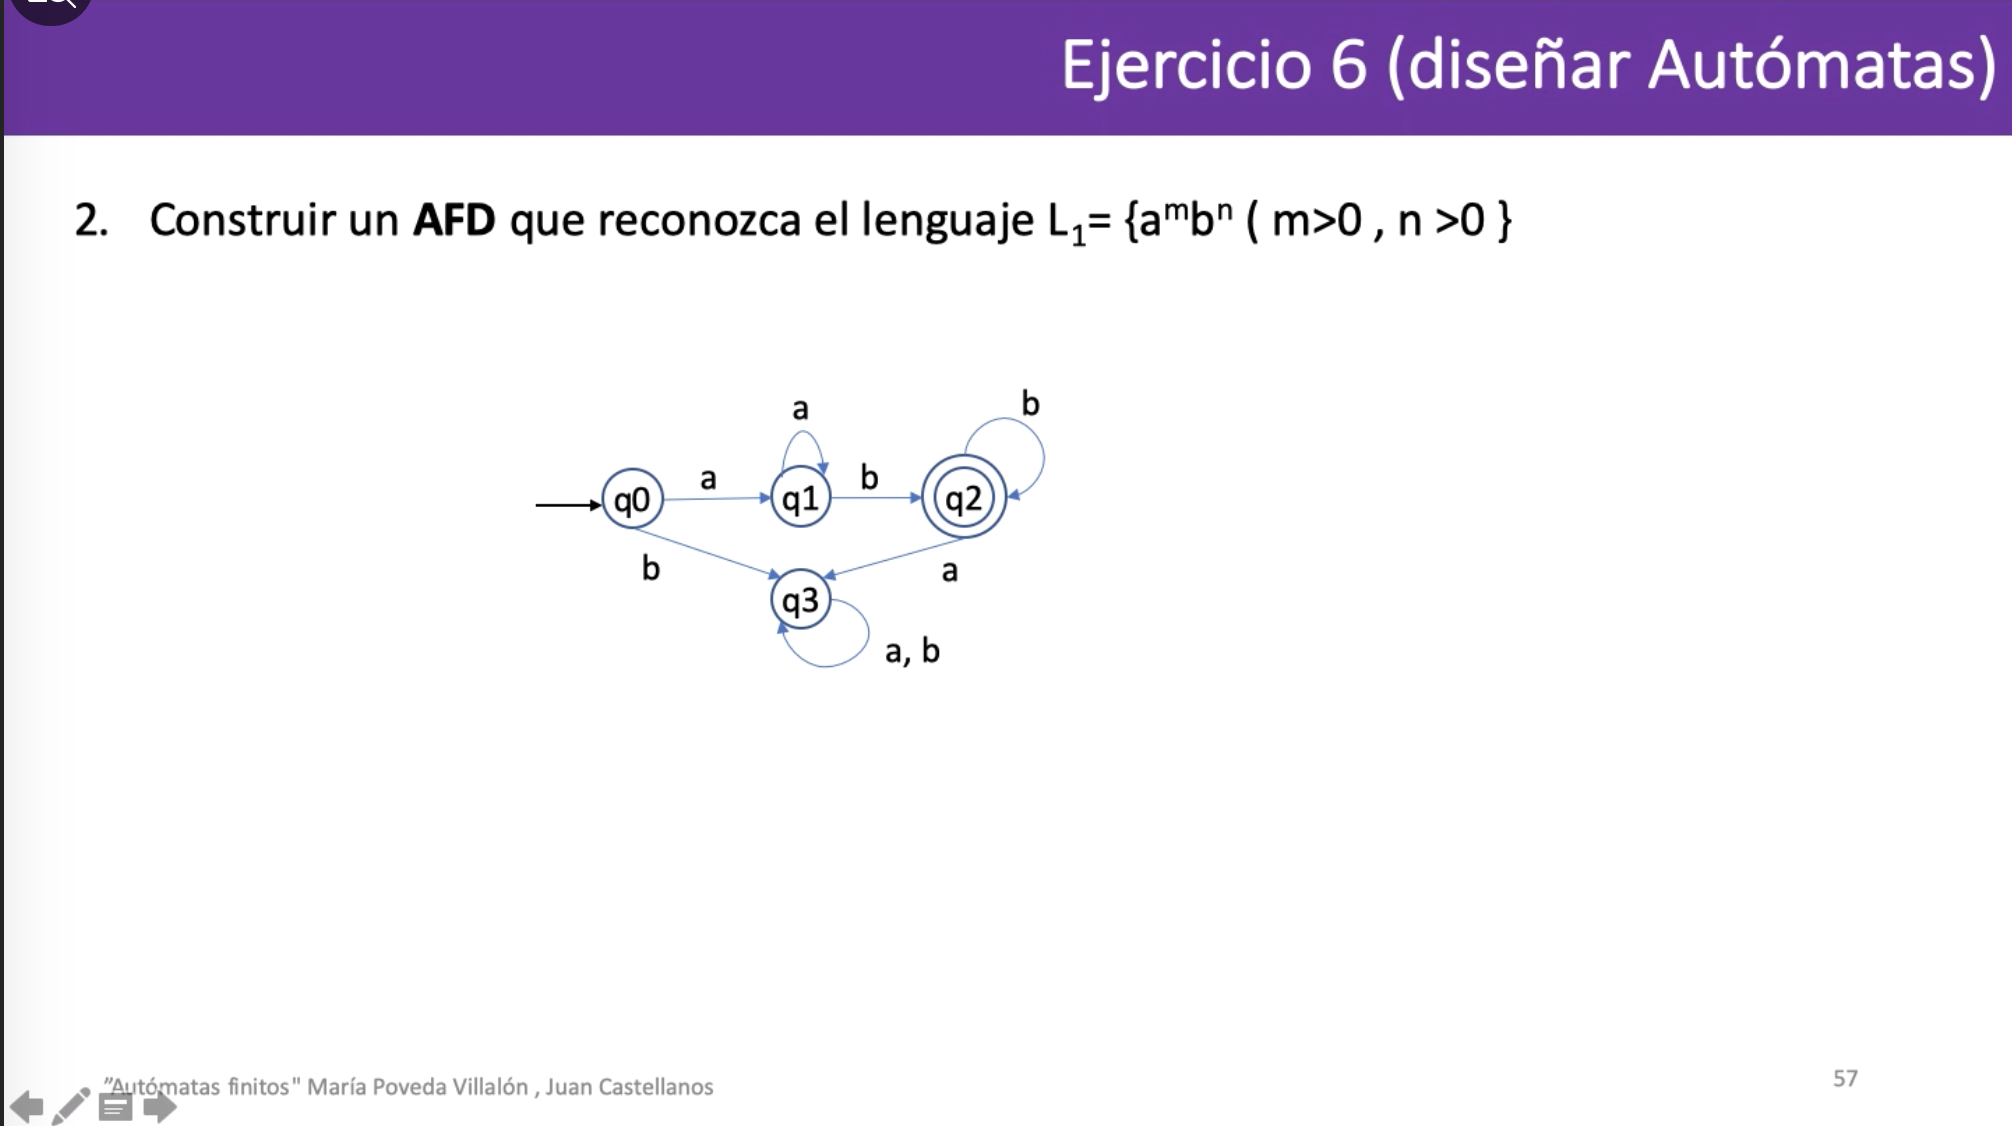 Ejercicio 6 (diseñar Autómatas)
2. Construir un AFD que reconozca el lenguaje L₁= {aᵐbⁿ ( m>0 , n >0 }
a
b
a
b
q0
q1
q2
b
a
q3
a, b
"Autómatas finitos" María Poveda Villalón , Juan Castellanos
57